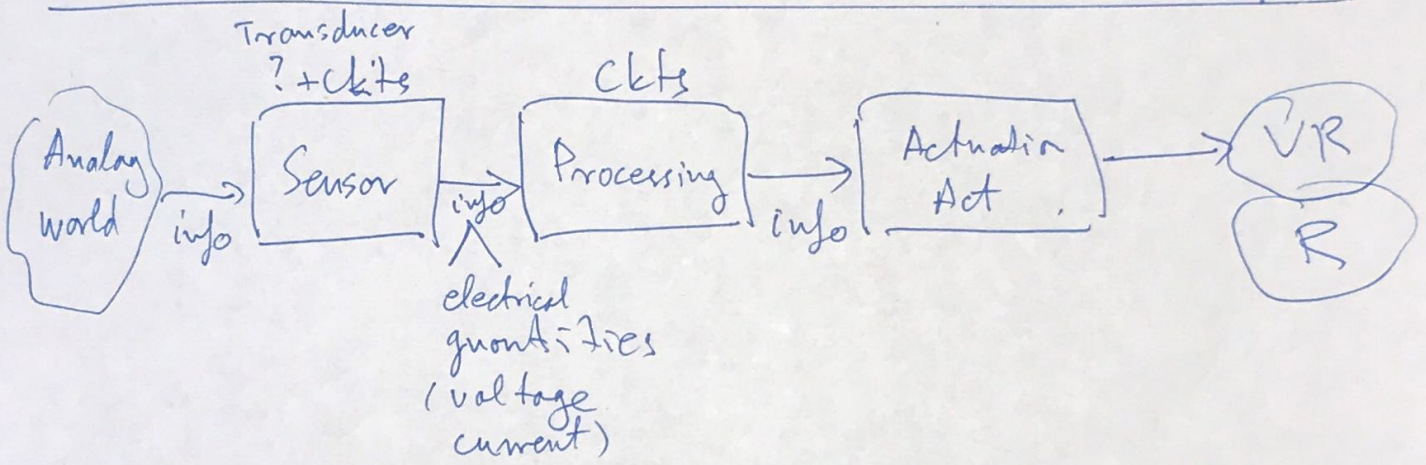 Transducer
? + Ckts
Ckts
Analog
world
info
Sensor
info
Processing
info
Actuation
Act
VR
R
electrical
quantities
(voltage
current)